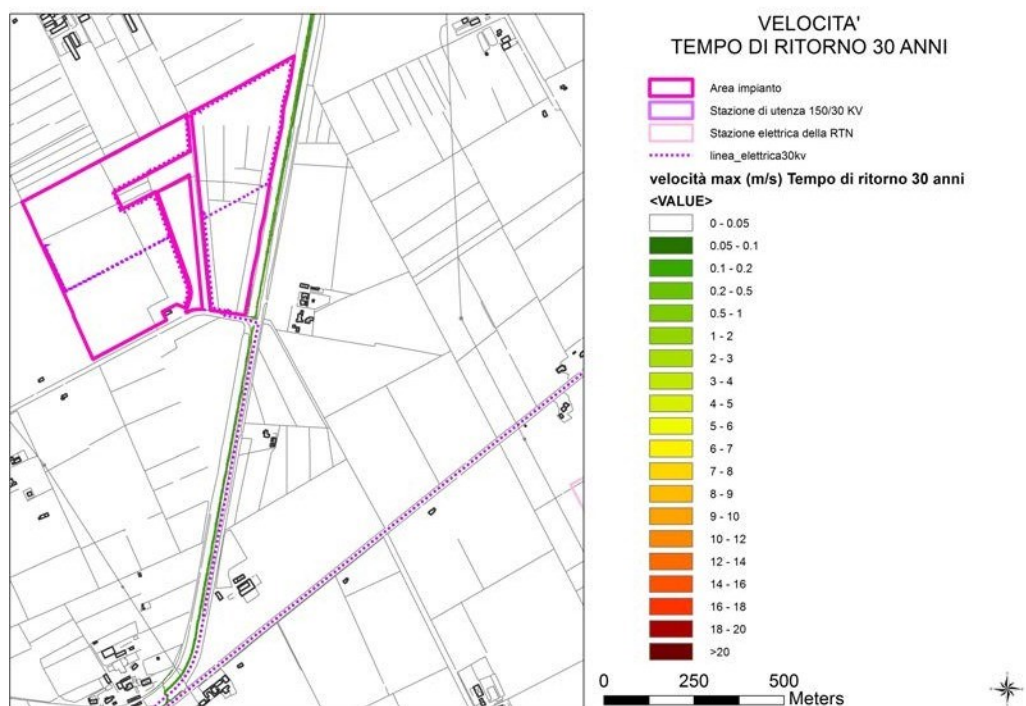 VELOCITA'
TEMPO DI RITORNO 30 ANNI
Area impianto
Stazione di utenza 150/30 KV
Stazione elettrica della RTN
linea_elettrica30kv
velocità max (m/s) Tempo di ritorno 30 anni
<VALUE>
0 - 0.05
0.05 - 0.1
0.1 - 0.2
0.2 - 0.5
0.5 - 1
1 - 2
2 - 3
3 - 4
4 - 5
5 - 6
6 - 7
7 - 8
8 - 9
9 - 10
10 - 12
12 - 14
14 - 16
16 - 18
18 - 20
>20
0 250 500
Meters